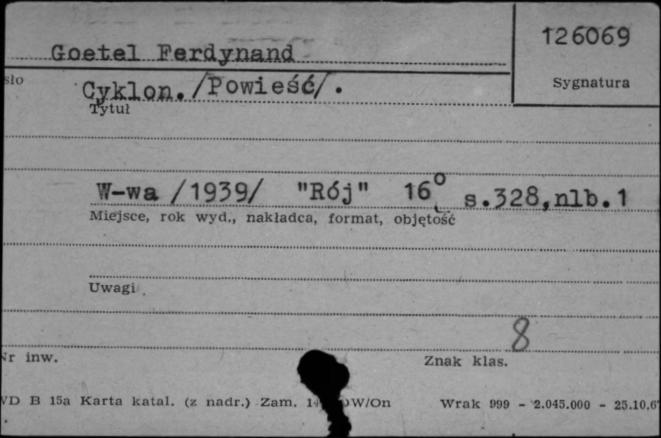 126069
Goetel Ferdynand
Sygnatura
sło
Cyklon./Powieść/.
Tytuł
W-wa /1939/ "Rój" 16° s.328,nlb.1
Miejsce, rok wyd., nakładca, format, objętość
Uwagi
8
Nr inw.
Znak klas.
WD B 15a Karta katal. (z nadr.) Zam. W/On Wrak 999 - 2.045.000 - 25.10.6